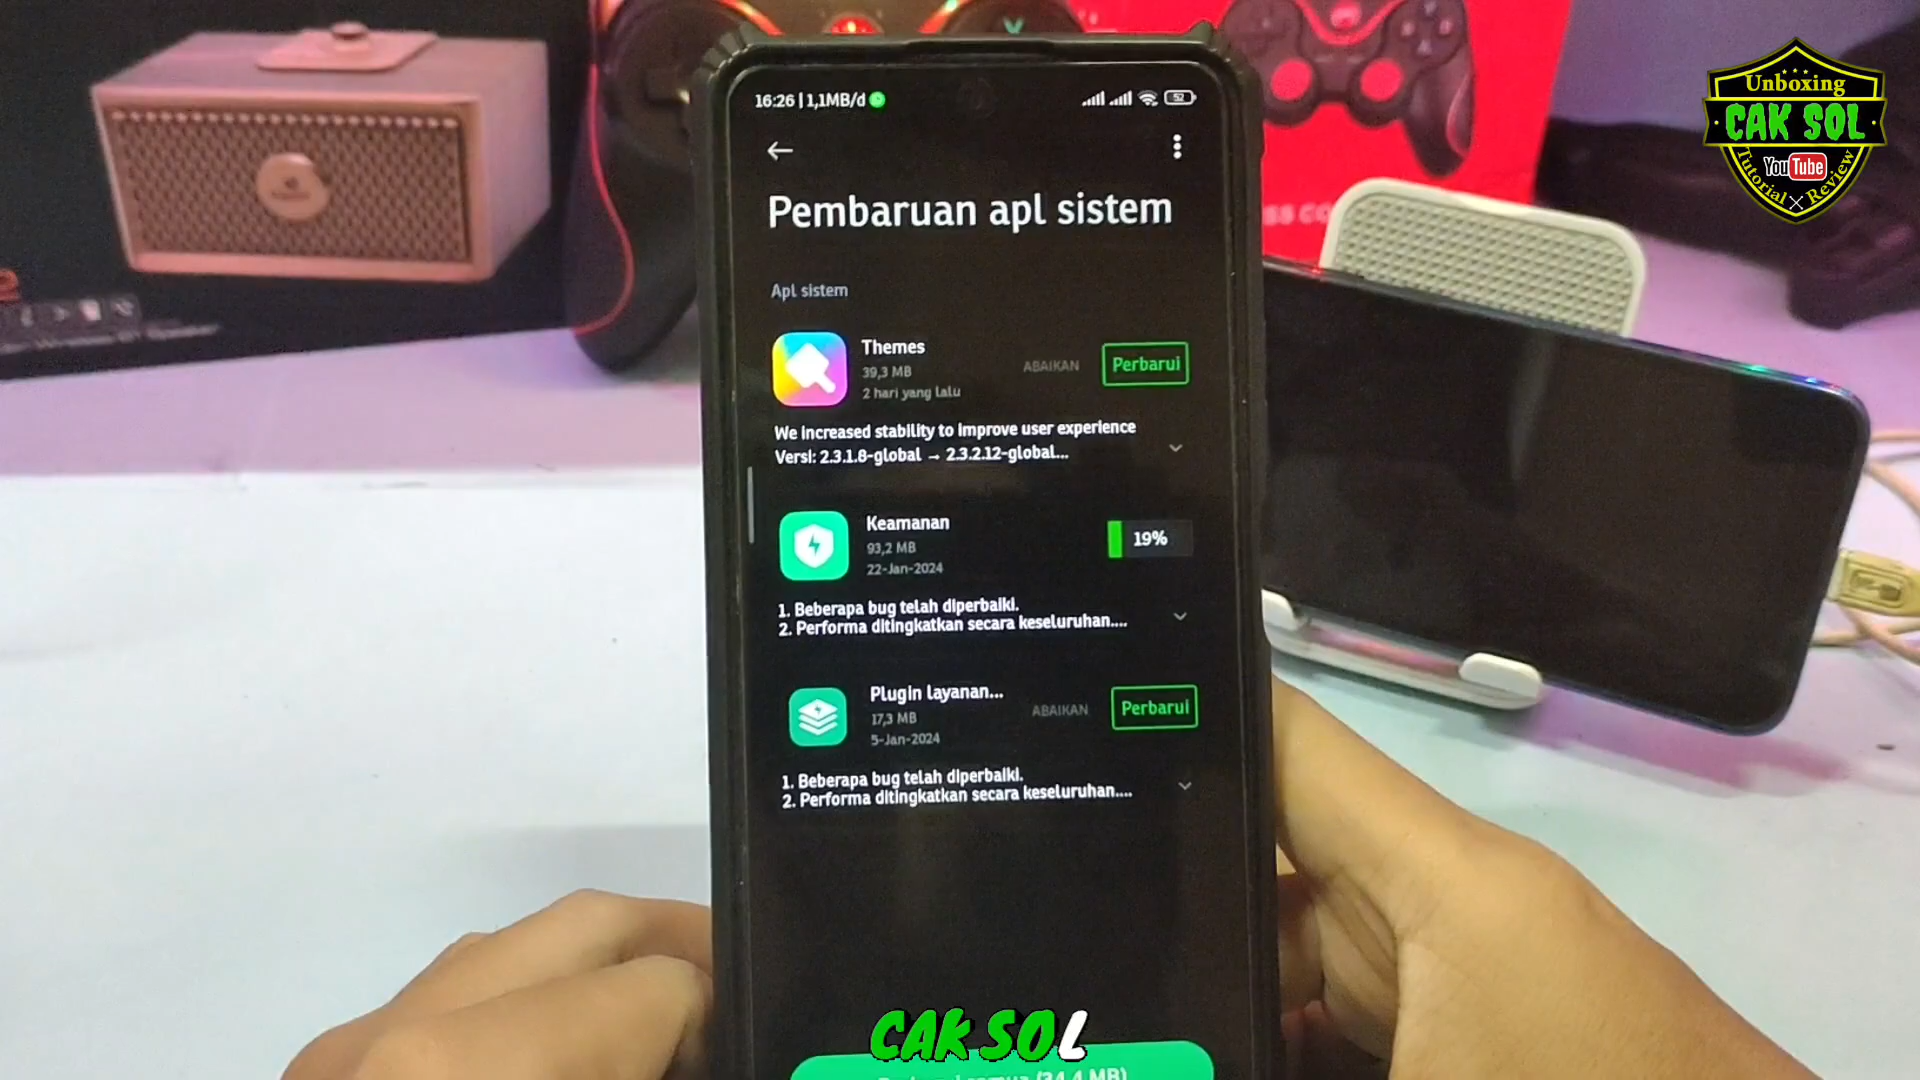 Unboxing
CAK SOL
YouTube
Tutorial X Review
16:26 | 1,1MB/d
52
Pembaruan apl sistem
Apl sistem
Themes
39,3 MB
2 hari yang lalu
ABAIKAN
Perbarui
We increased stability to improve user experience
Versi: 2.3.1.8-global → 2.3.2.12-global...
Keamanan
93,2 MB
22-Jan-2024
19%
1. Beberapa bug telah diperbaiki.
2. Performa ditingkatkan secara keseluruhan....
Plugin layanan...
17,3 MB
5-Jan-2024
ABAIKAN
Perbarui
1. Beberapa bug telah diperbaiki.
2. Performa ditingkatkan secara keseluruhan....
CAK SOL
(34,4 MB)